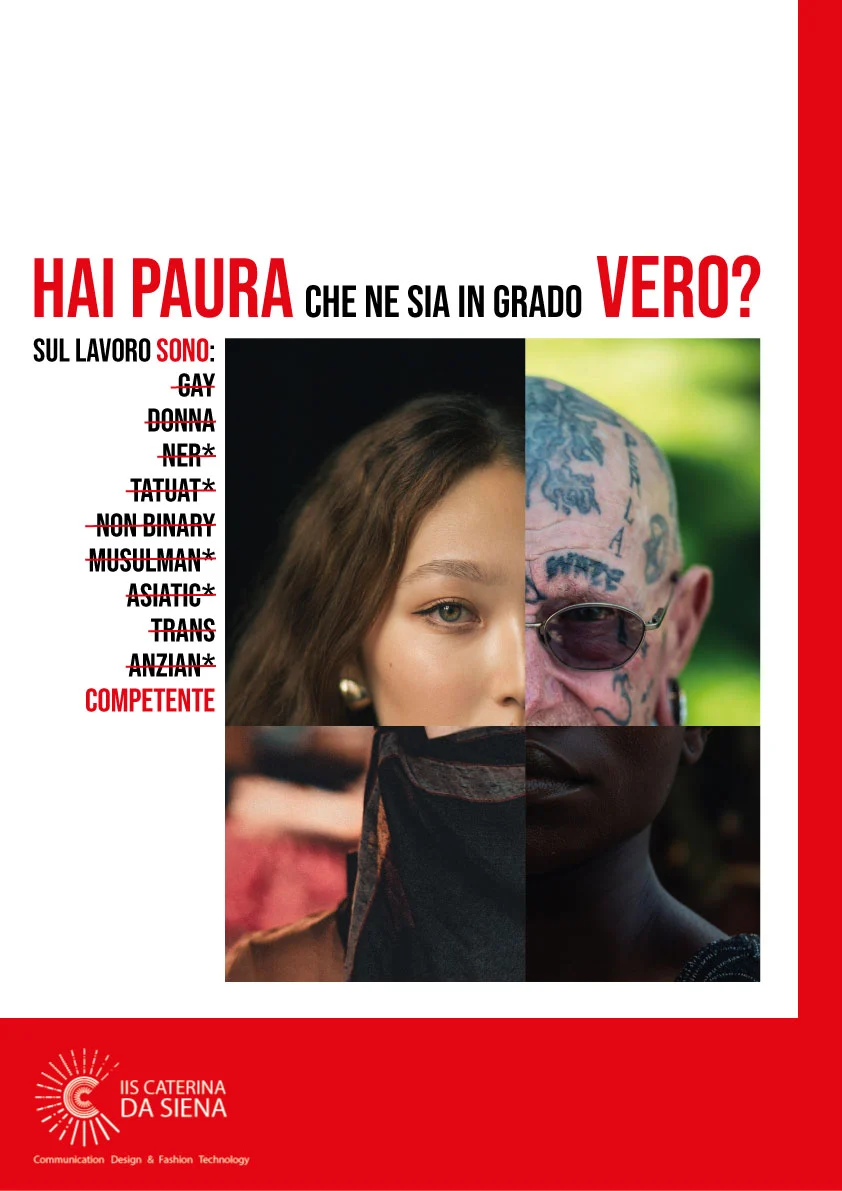 HAI PAURA CHE NE SIA IN GRADO VERO?
SUL LAVORO SONO:
GAY
DONNA
NER*
TATUAT*
NON BINARY
MUSULMAN*
ASIATIC*
TRANS
ANZIAN*
COMPETENTE
IIS CATERINA
DA SIENA
Communication Design & Fashion Technology